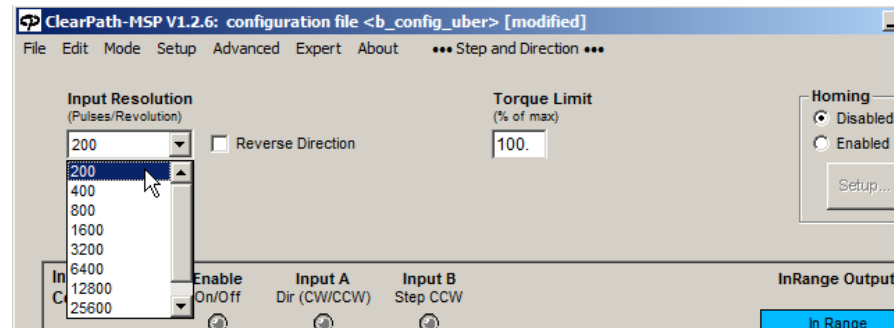 ClearPath-MSP V1.2.6: configuration file <b_config_uber> [modified]
File Edit Mode Setup Advanced Expert About ••• Step and Direction •••
Input Resolution
(Pulses/Revolution)
200
Reverse Direction
Torque Limit
(% of max)
100.
Homing
Disabled
Enabled
Setup...
200
400
800
1600
3200
6400
12800
25600
Enable
On/Off
Input A
Dir (CW/CCW)
Input B
Step CCW
InRange Output
In Range